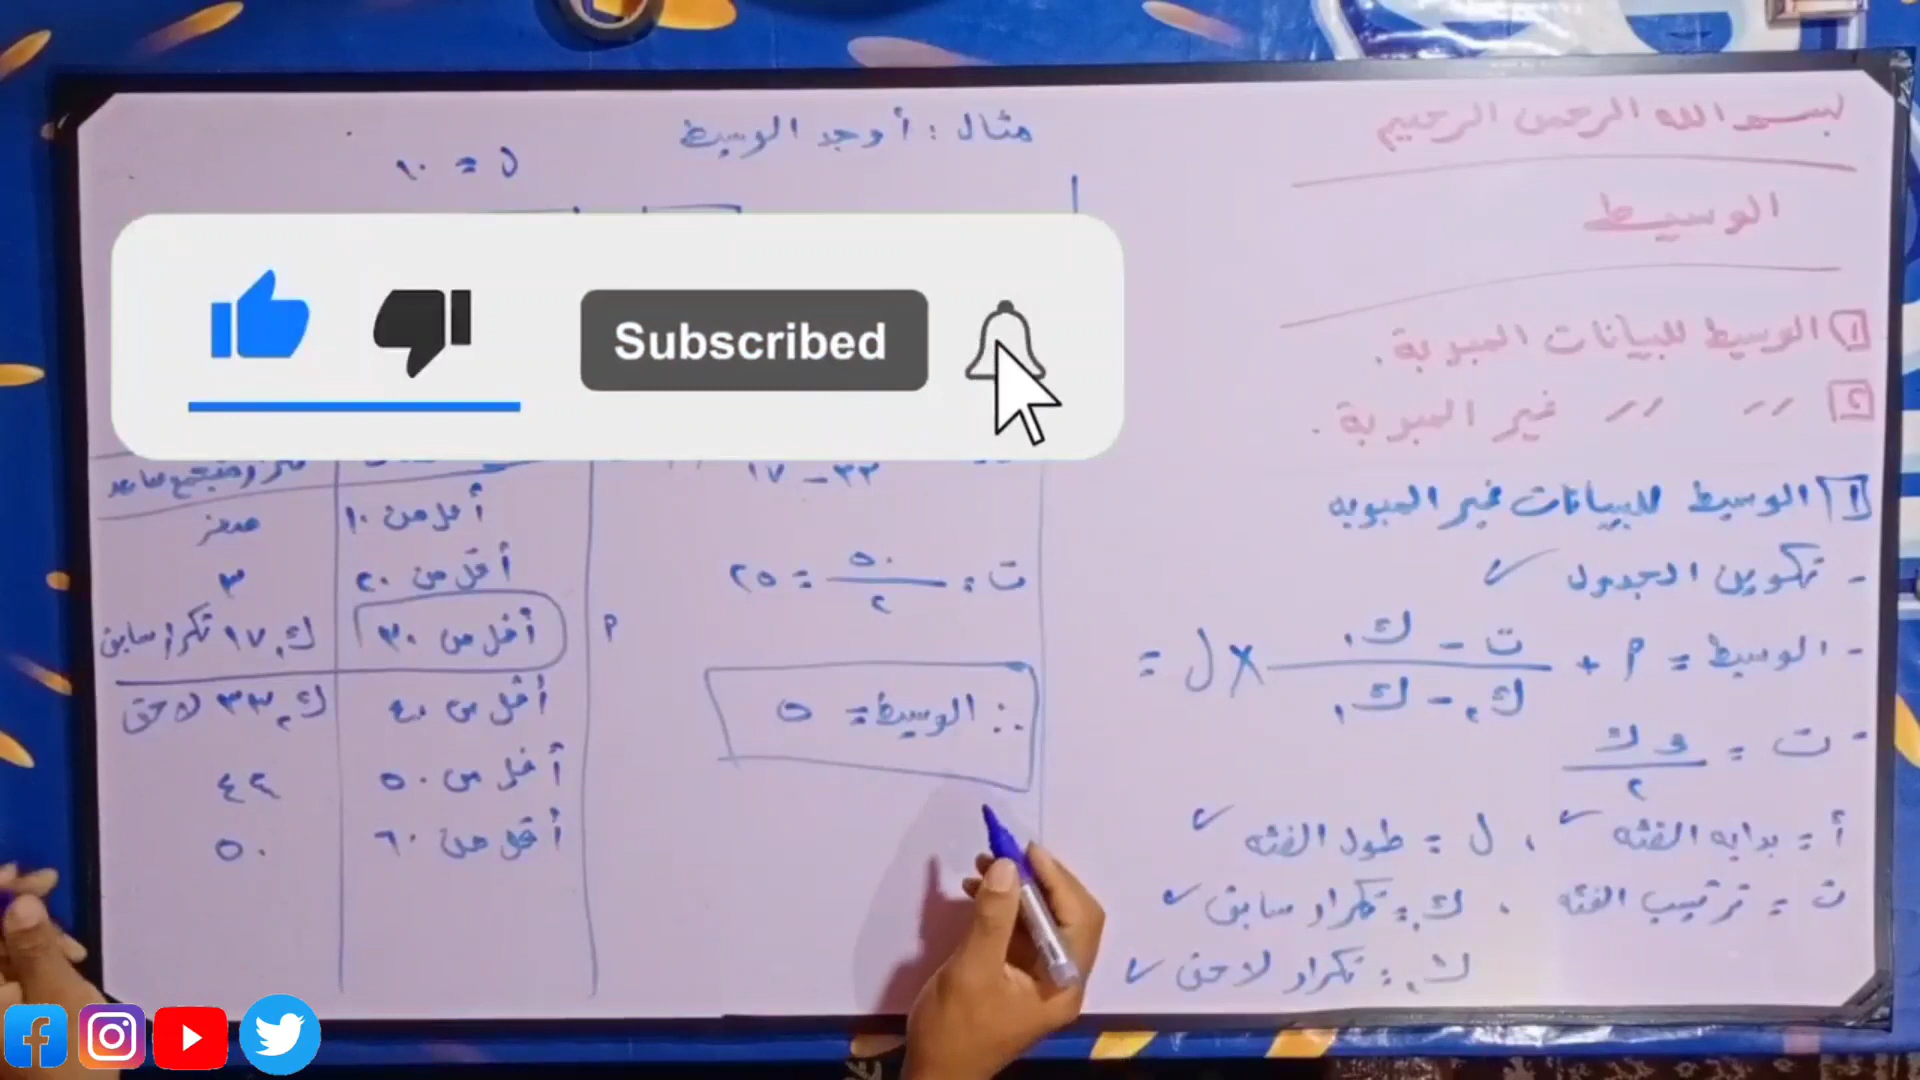 بسم الله الرحمن الرحيم
الوسيط
١ الوسيط للبيانات المبوبة.
٢ // // غير المبوبة.
١ الوسيط للبيانات غير المبوبه
- تكوين الجدول ✓
- الوسيط = أ + (ت - ك١) / (ك٢ - ك١) × ل =
- ت = و ك / ٢
أ = بدايه الفئه ✓ ، ل = طول الفئه ✓
ت = ترتيب الفئه ، ك١ = تكرار سابق ✓
ك٢ = تكرار لاحق ✓
مثال : أوجد الوسيط
ل = ١٠
٣٣ - ١٧
ت = ٥٠ / ٢ = ٢٥
∴ الوسيط = ٥
أقل من ١٠ صفر
أقل من ٢٠ ٣
أ أقل من ٣٠ ك١ ١٧ تكرار سابق
أقل من ٤٠ ك٢ ٣٣ لاحق
أقل من ٥٠ ٤٢
أقل من ٦٠ ٥٠
Subscribed